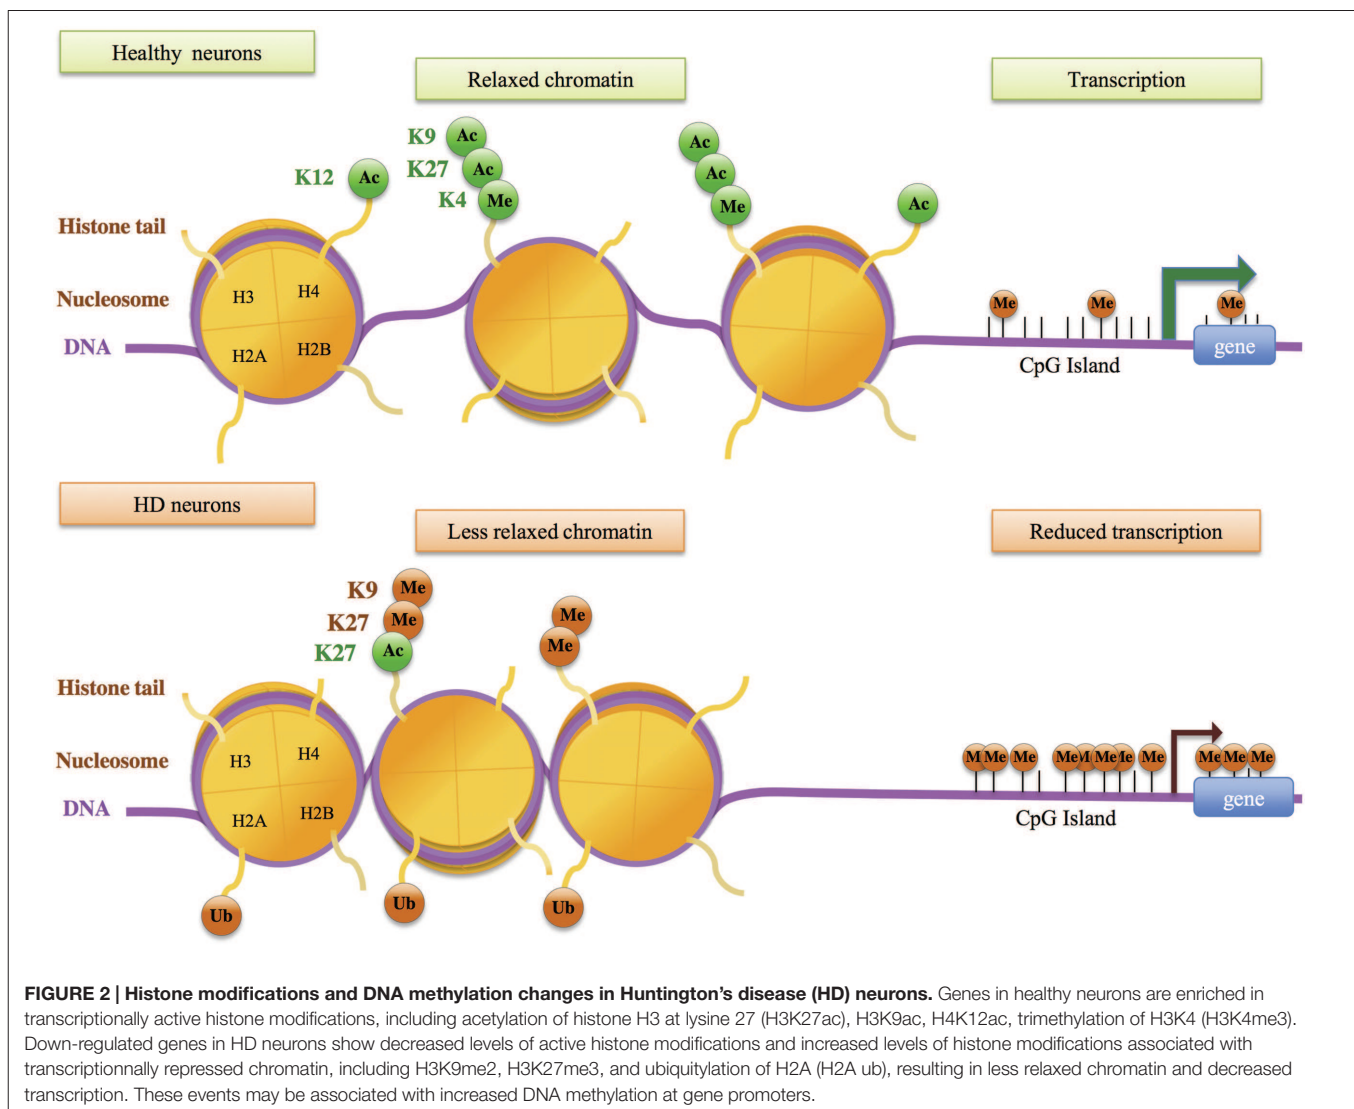 Healthy neurons
Relaxed chromatin
Transcription
K9 Ac
K27 Ac
K4 Me
K12 Ac
Ac
Ac
Me
Ac
Histone tail
Nucleosome
DNA
H3 H4
H2A H2B
Me Me Me
CpG Island
gene
HD neurons
Less relaxed chromatin
Reduced transcription
K9 Me
K27 Me
K27 Ac
Me
Me
Histone tail
Nucleosome
DNA
H3 H4
H2A H2B
Ub Ub Ub
M Me Me Me M Me Me Me Me Me Me
CpG Island
gene
FIGURE 2 | Histone modifications and DNA methylation changes in Huntington's disease (HD) neurons. Genes in healthy neurons are enriched in
transcriptionally active histone modifications, including acetylation of histone H3 at lysine 27 (H3K27ac), H3K9ac, H4K12ac, trimethylation of H3K4 (H3K4me3).
Down-regulated genes in HD neurons show decreased levels of active histone modifications and increased levels of histone modifications associated with
transcriptionnally repressed chromatin, including H3K9me2, H3K27me3, and ubiquitylation of H2A (H2A ub), resulting in less relaxed chromatin and decreased
transcription. These events may be associated with increased DNA methylation at gene promoters.